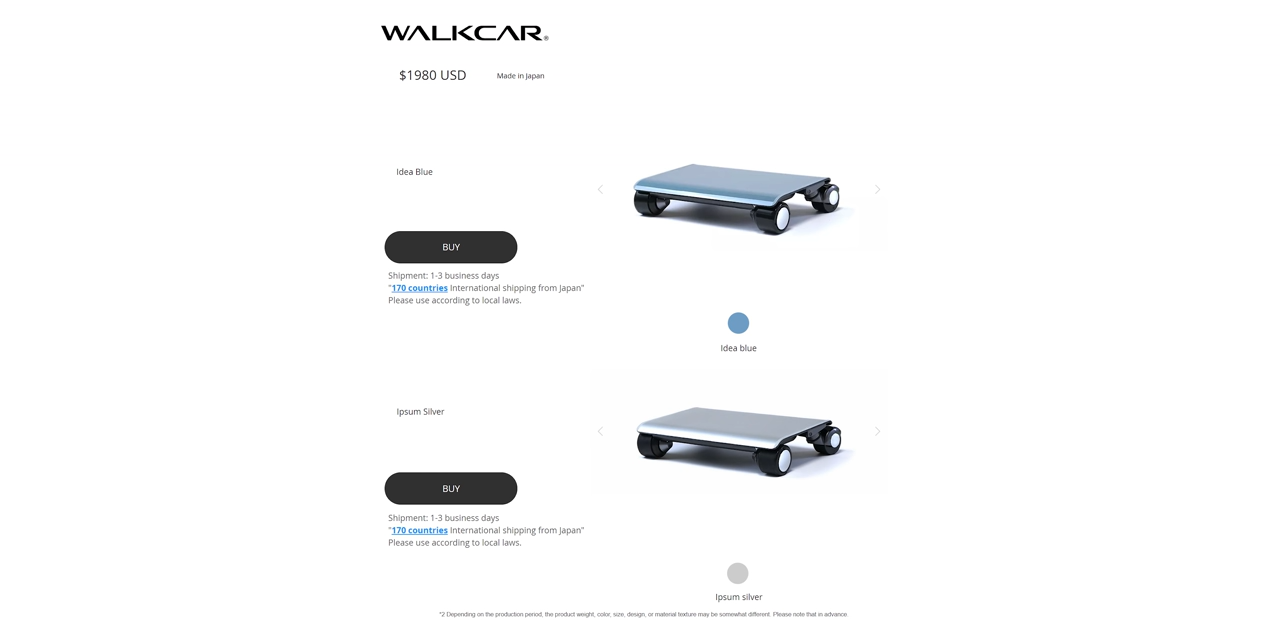 WALKCAR®
$1980 USD
Made in Japan
Idea Blue
BUY
Shipment: 1-3 business days
"170 countries International shipping from Japan"
Please use according to local laws.
Idea blue
Ipsum Silver
BUY
Shipment: 1-3 business days
"170 countries International shipping from Japan"
Please use according to local laws.
Ipsum silver
*2 Depending on the production period, the product weight, color, size, design, or material texture may be somewhat different. Please note that in advance.